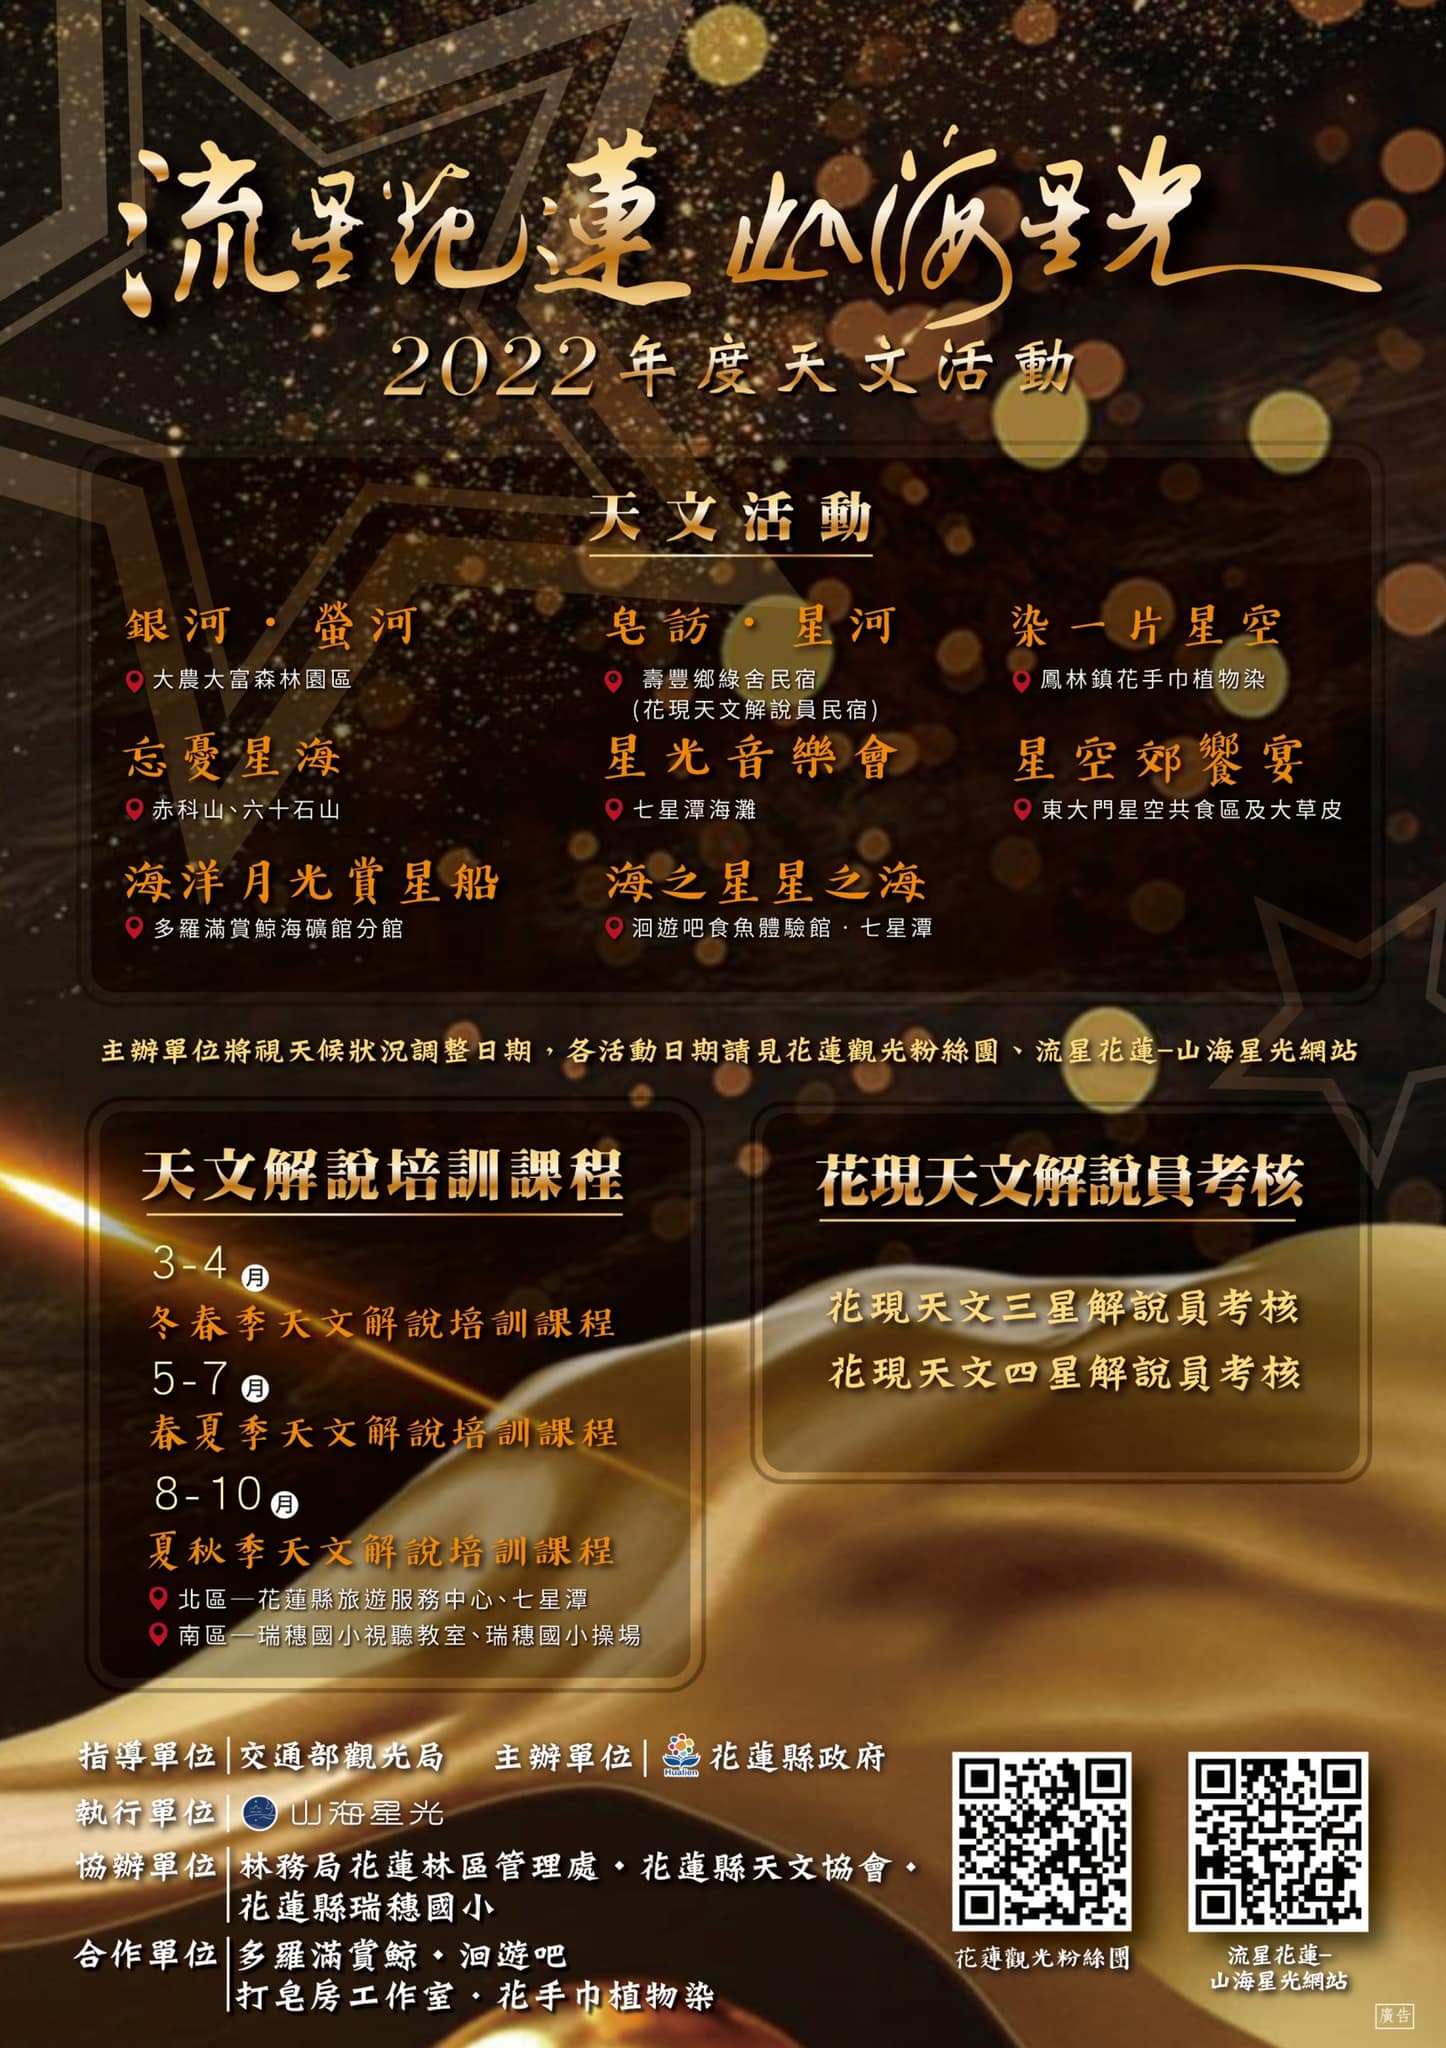 流星花蓮 山海星光
2022年度天文活動
天文活動
銀河・螢河
大農大富森林園區
皂訪・星河
壽豐鄉綠舍民宿
(花現天文解說員民宿)
染一片星空
鳳林鎮花手巾植物染
忘憂星海
赤科山、六十石山
星光音樂會
七星潭海灘
星空郊饗宴
東大門星空共食區及大草皮
海洋月光賞星船
多羅滿賞鯨海礦館分館
海之星星之海
洄遊吧食魚體驗館・七星潭
主辦單位將視天候狀況調整日期，各活動日期請見花蓮觀光粉絲團、流星花蓮–山海星光網站
天文解說培訓課程
3-4月
冬春季天文解說培訓課程
5-7月
春夏季天文解說培訓課程
8-10月
夏秋季天文解說培訓課程
北區—花蓮縣旅遊服務中心、七星潭
南區—瑞穗國小視聽教室、瑞穗國小操場
花現天文解說員考核
花現天文三星解說員考核
花現天文四星解說員考核
指導單位|交通部觀光局 主辦單位| Hualien 花蓮縣政府
執行單位|山海星光
協辦單位|林務局花蓮林區管理處・花蓮縣天文協會・
花蓮縣瑞穗國小
合作單位|多羅滿賞鯨・洄遊吧
打皂房工作室・花手巾植物染
花蓮觀光粉絲團
流星花蓮–
山海星光網站
廣告